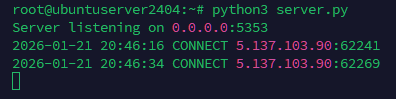 root@ubuntuserver2404:~# python3 server.py
Server listening on 0.0.0.0:5353
2026-01-21 20:46:16 CONNECT 5.137.103.90:62241
2026-01-21 20:46:34 CONNECT 5.137.103.90:62269